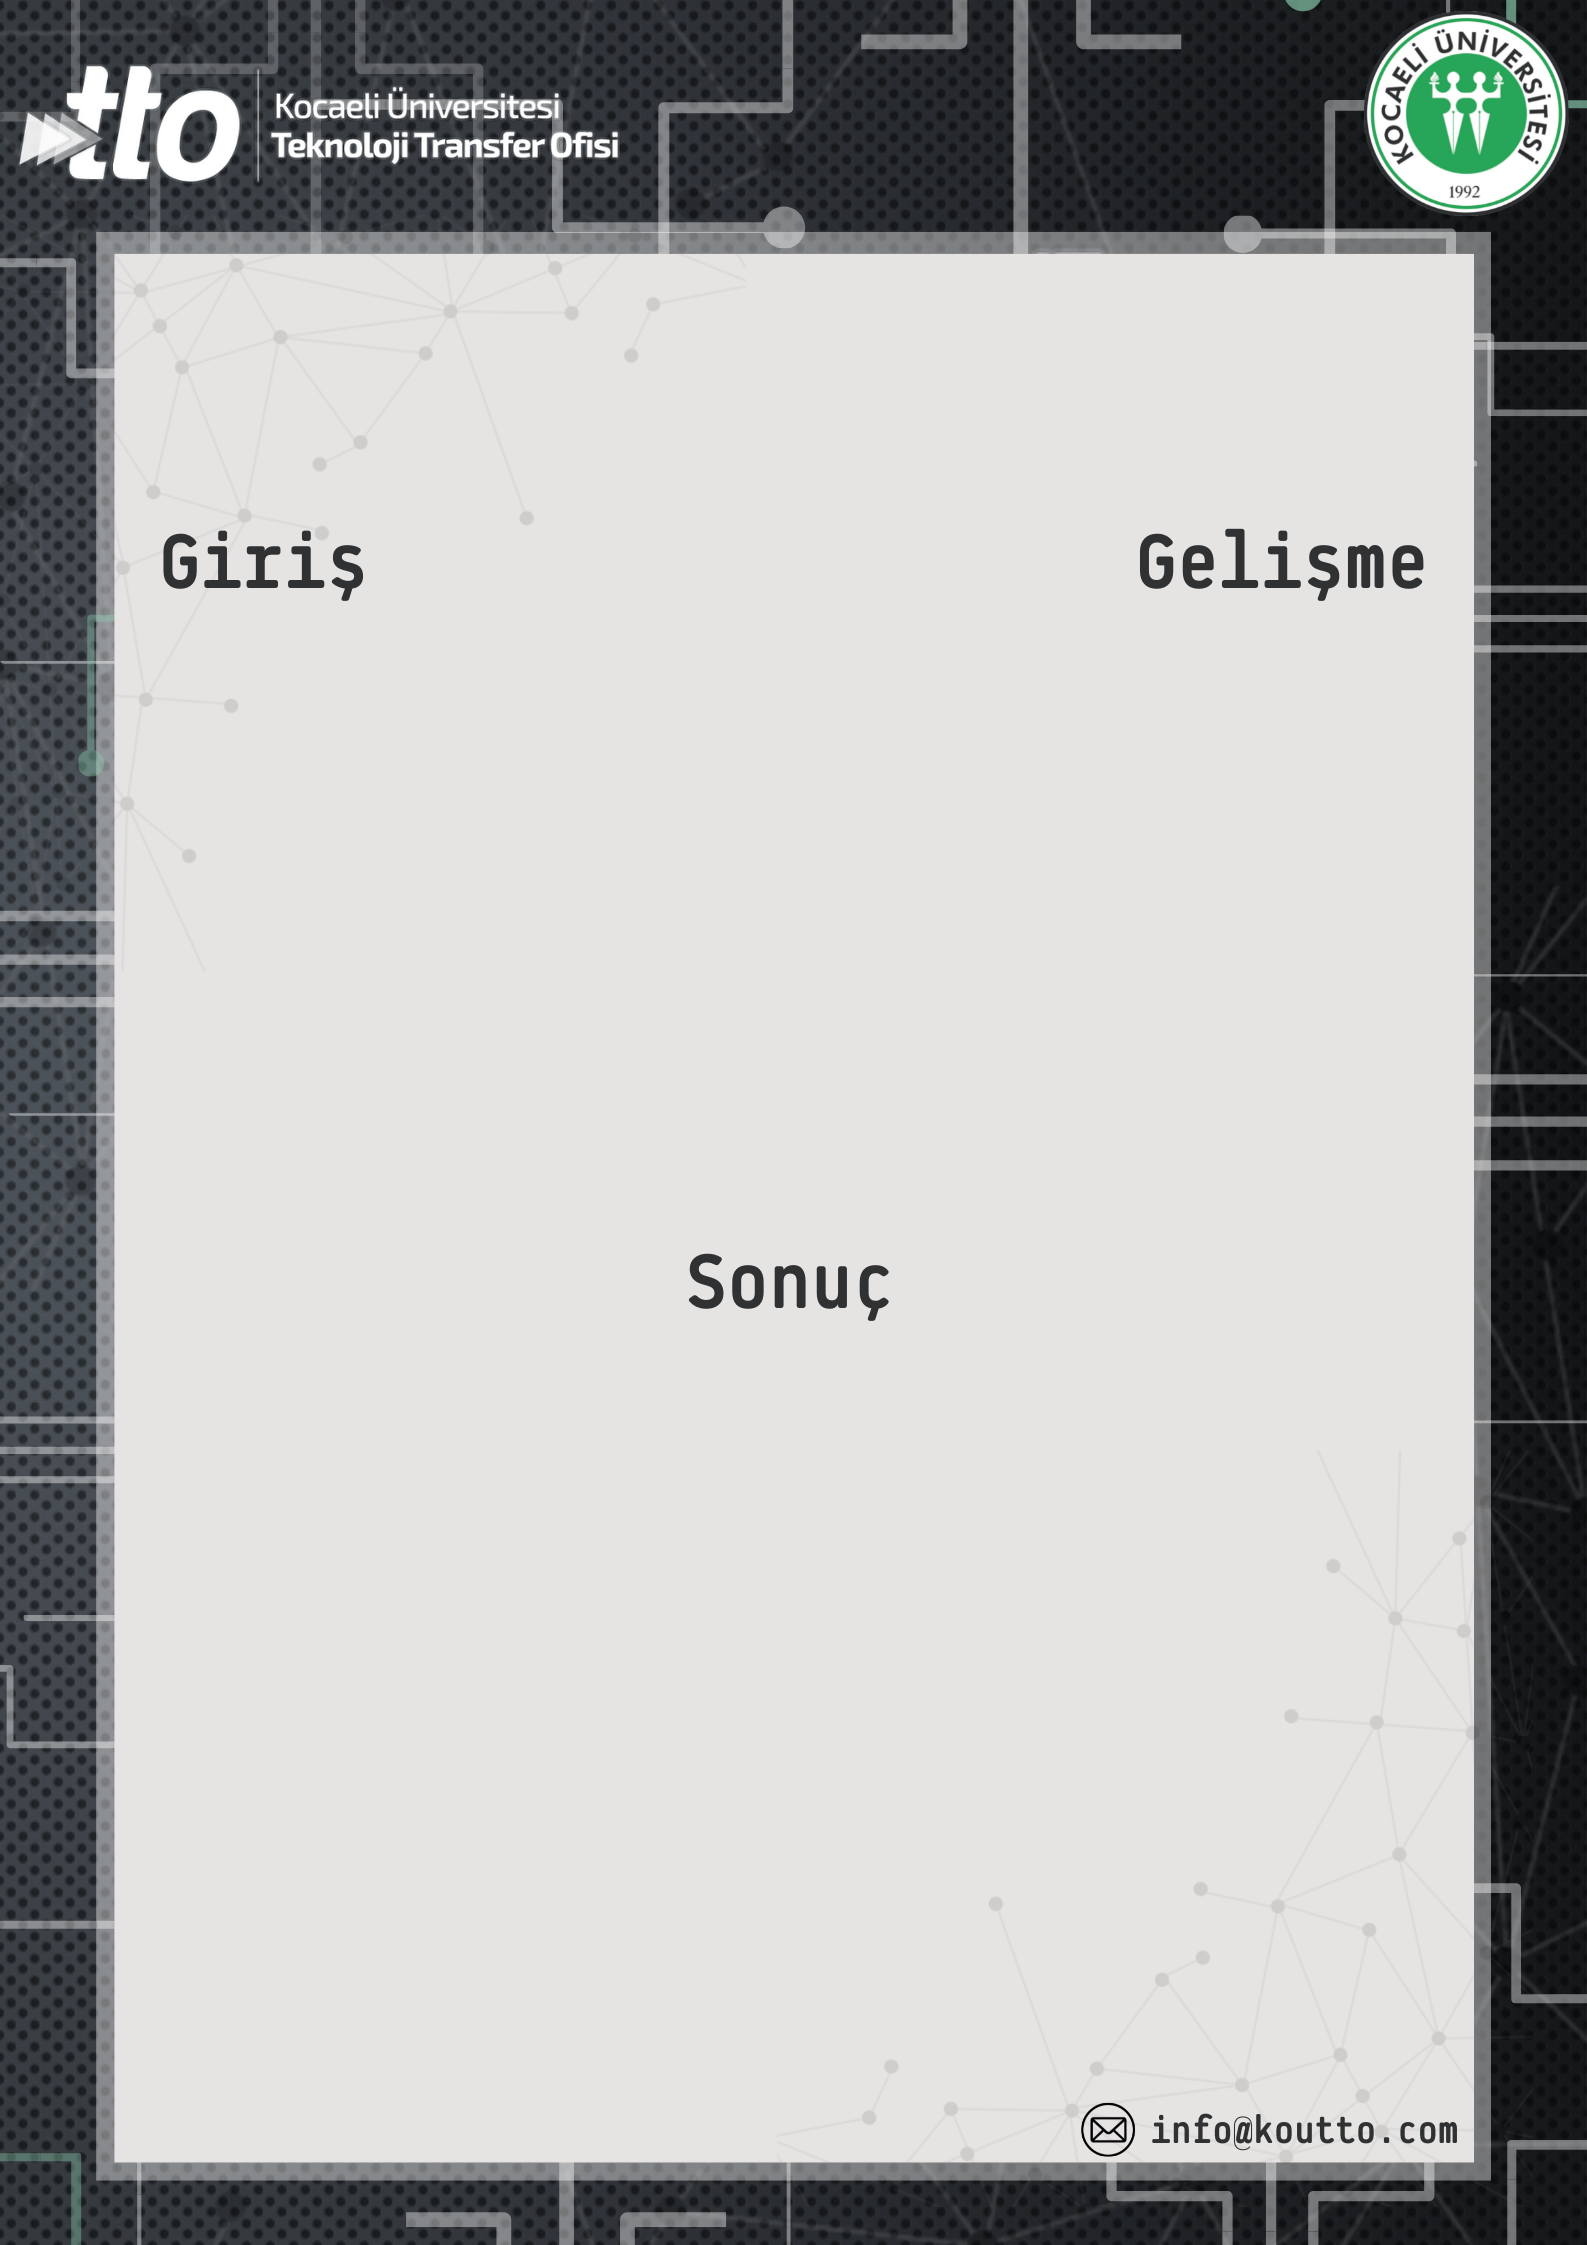 tto
Kocaeli Üniversitesi
Teknoloji Transfer Ofisi
KOCAELİ ÜNİVERSİTESİ
1992
Giriş
Gelişme
Sonuç
info@koutto.com